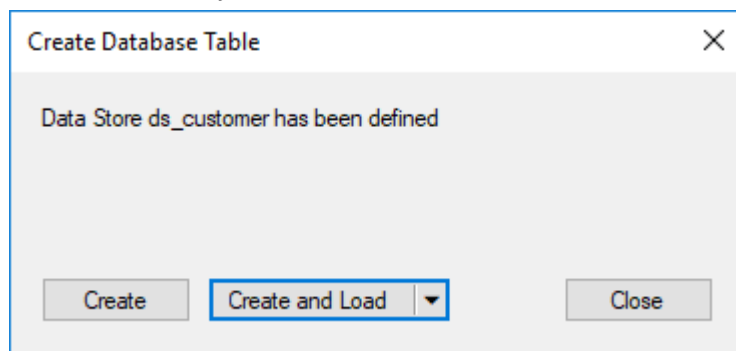 Create Database Table
Data Store ds_customer has been defined
Create
Create and Load
Close